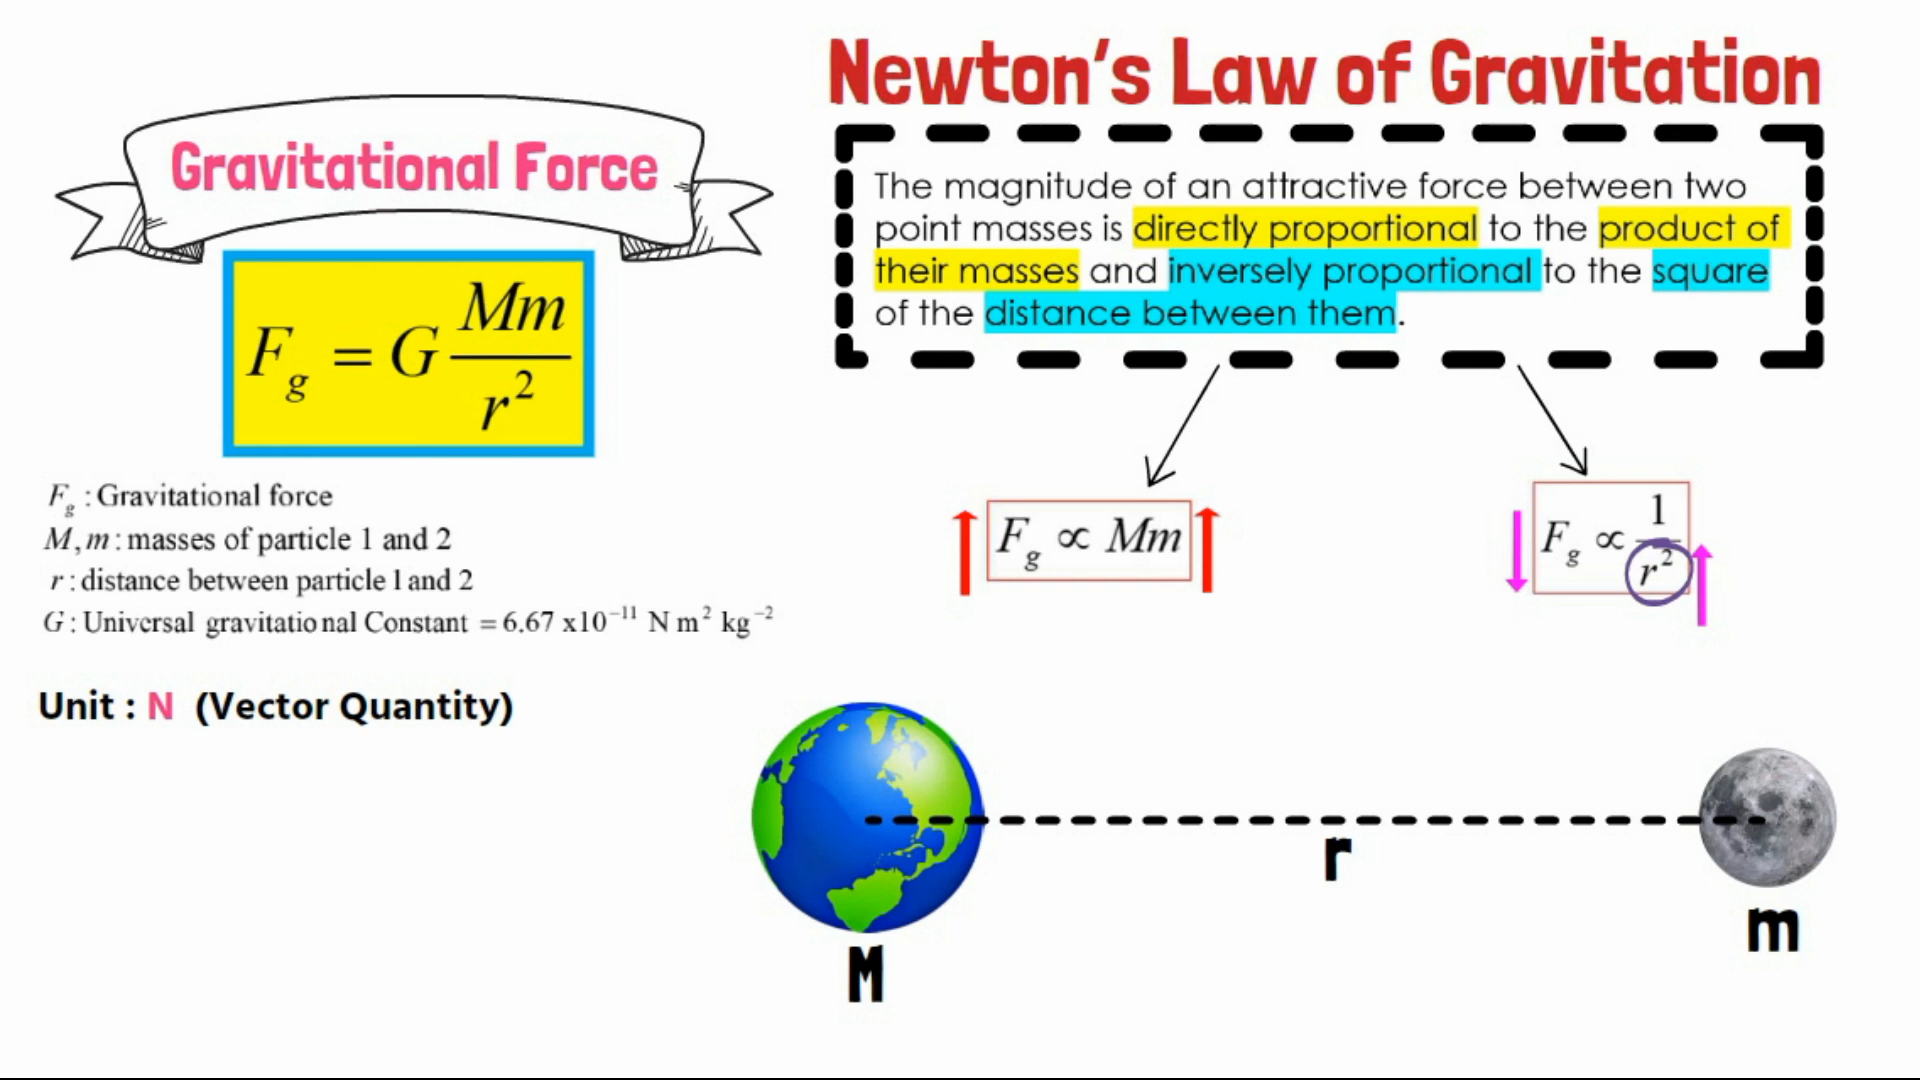 Gravitational Force
F_g = G Mm / r²
F_g : Gravitational force
M, m : masses of particle 1 and 2
r : distance between particle 1 and 2
G : Universal gravitational Constant = 6.67 x10⁻¹¹ N m² kg⁻²
Unit : N (Vector Quantity)
Newton's Law of Gravitation
The magnitude of an attractive force between two
point masses is directly proportional to the product of
their masses and inversely proportional to the square
of the distance between them.
F_g ∝ Mm
F_g ∝ 1 / r²
r
M
m